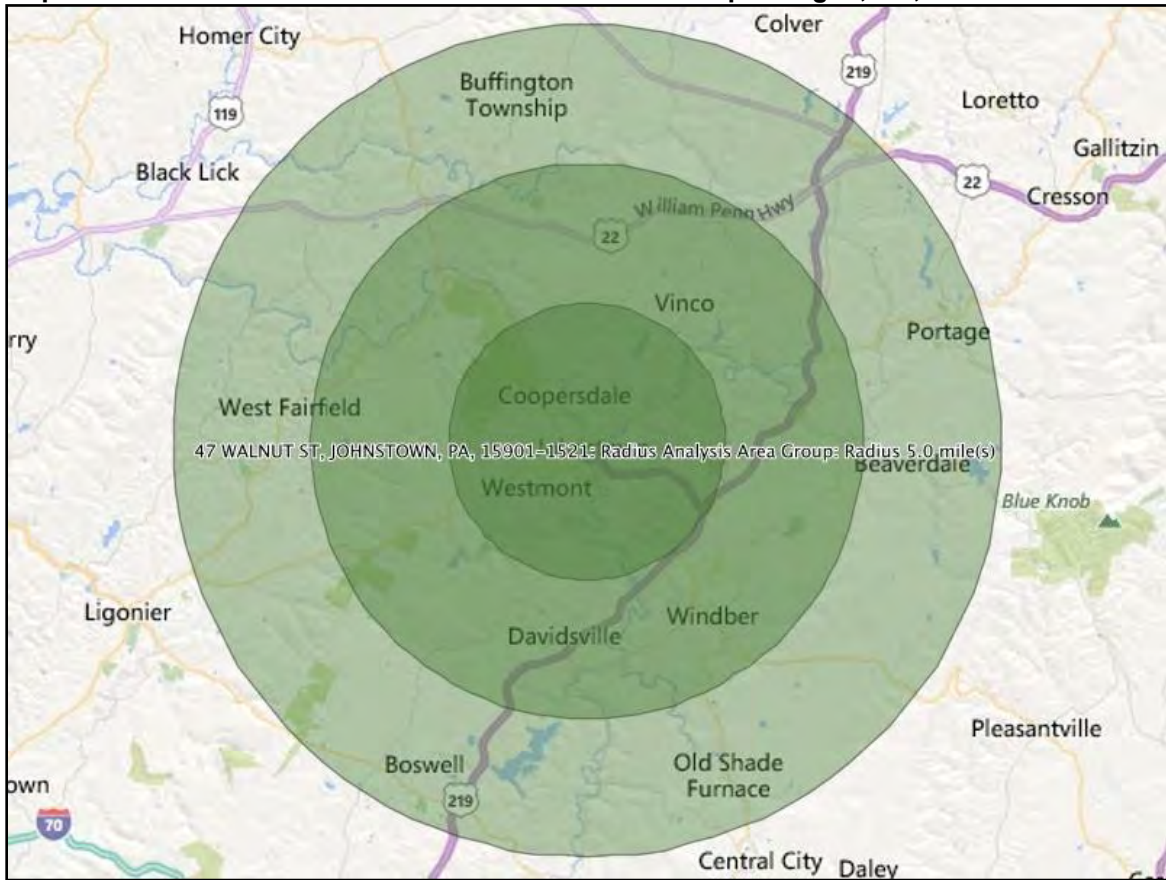 Colver
Homer City
219
Buffington
Township
Loretto
119
Gallitzin
Black Lick
22
Cresson
William Penn Hwy
22
Vinco
Portage
rry
Coopersdale
West Fairfield
47 WALNUT ST, JOHNSTOWN, PA, 15901-1521: Radius Analysis Area Group: Radius 5.0 mile(s)
Beaverdale
Westmont
Blue Knob
Ligonier
Windber
Davidsville
Pleasantville
Boswell
Old Shade
Furnace
own
219
70
Central City
Daley